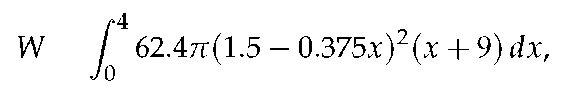 W ∫₀⁴ 62.4π(1.5 − 0.375x)²(x + 9) dx,